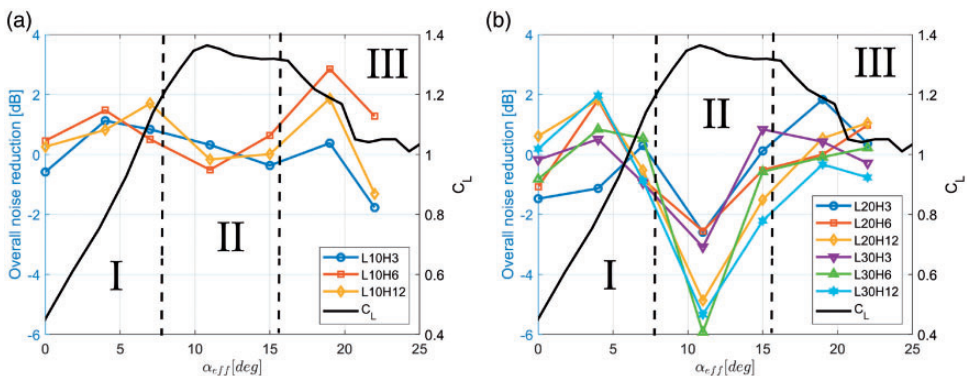 (a)
Overall noise reduction [dB]
4
2
0
-2
-4
-6
0 5 10 15 20 25
α_eff[deg]
1.4
1.2
1
0.8
0.6
0.4
C_L
I
II
III
L10H3
L10H6
L10H12
C_L
(b)
Overall noise reduction [dB]
4
2
0
-2
-4
-6
0 5 10 15 20 25
α_eff[deg]
1.4
1.2
1
0.8
0.6
0.4
C_L
I
II
III
L20H3
L20H6
L20H12
L30H3
L30H6
L30H12
C_L